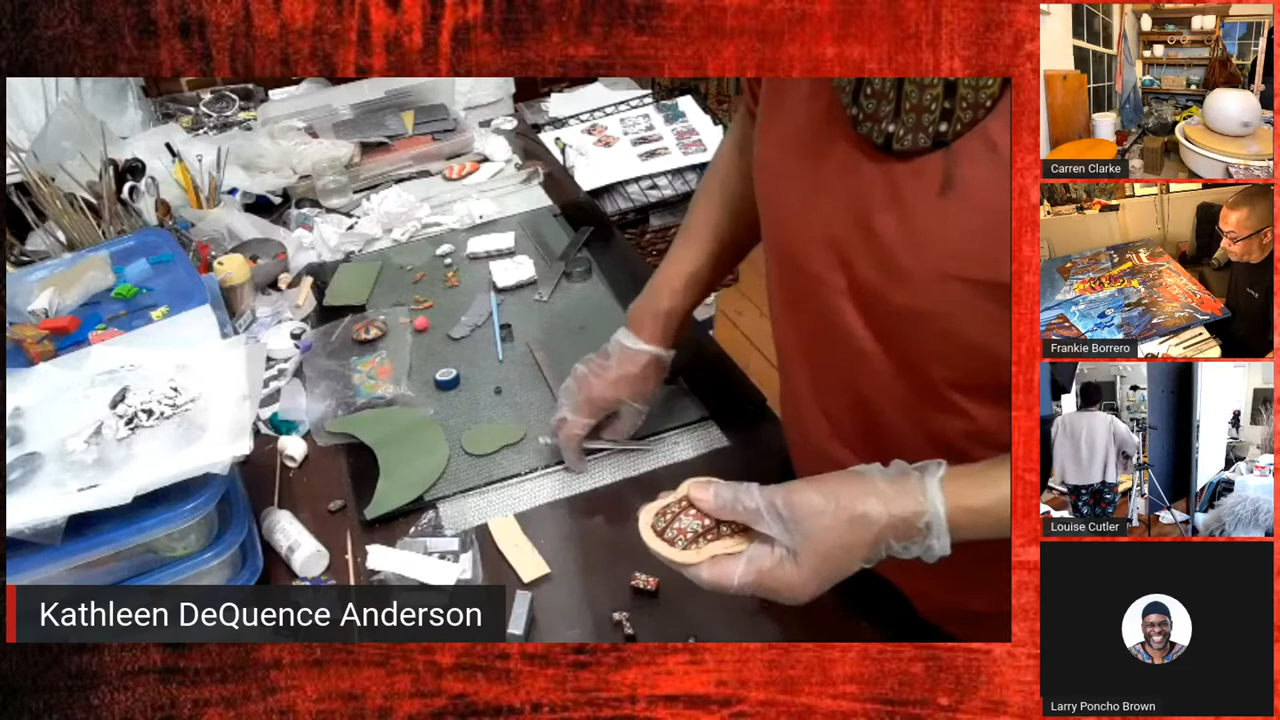 Kathleen DeQuence Anderson
Carren Clarke
Frankie Borrero
Louise Cutler
Larry Poncho Brown